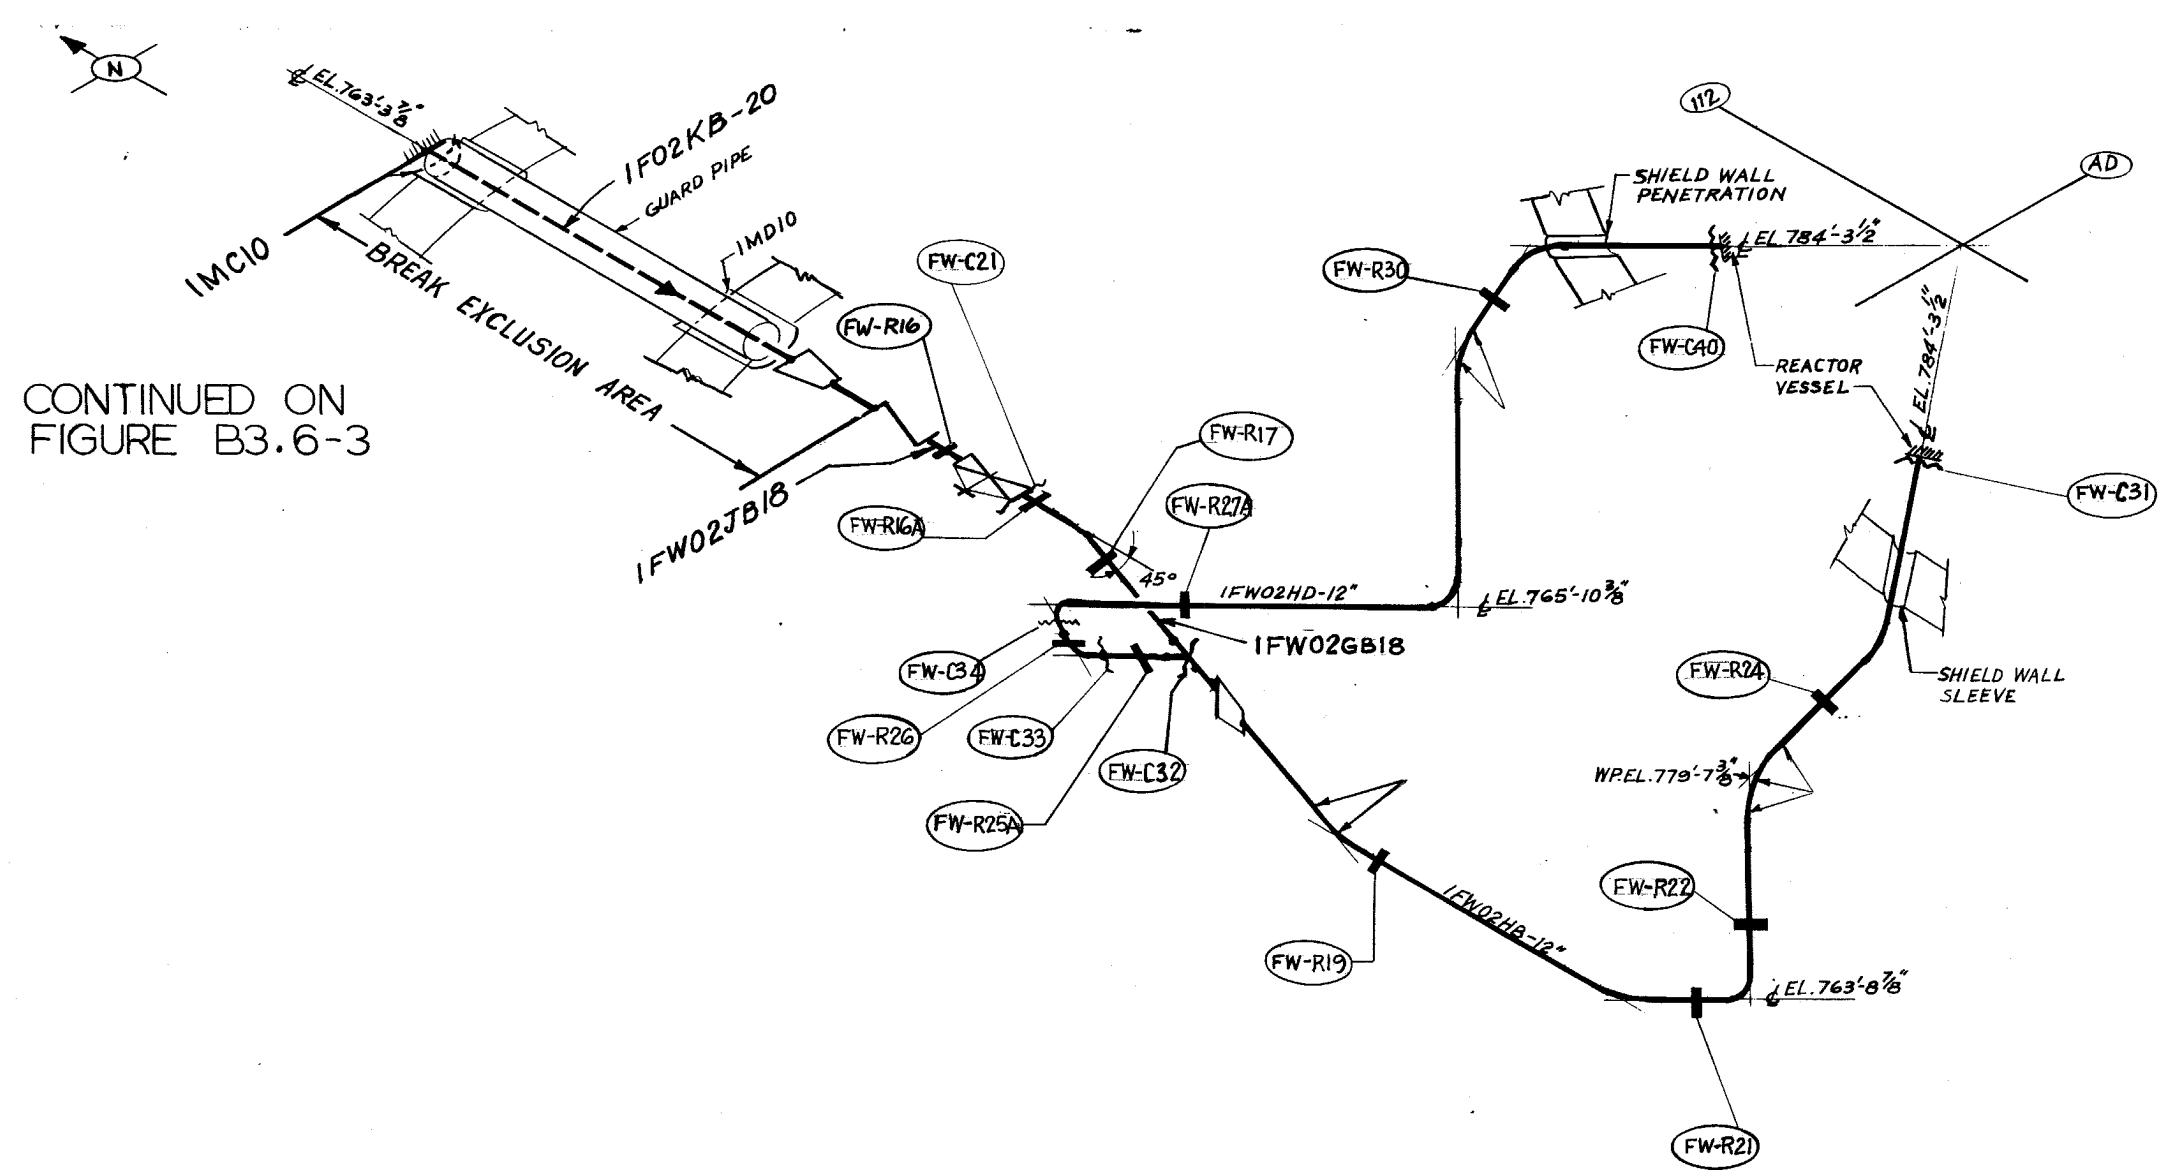 N
℄ EL.763'-3 7/8"
1F02KB-20
GUARD PIPE
1MD10
1MC10
BREAK EXCLUSION AREA
CONTINUED ON
FIGURE B3.6-3
1FW02JB18
FW-C21
FW-R16
FW-R16A
FW-R17
FW-R27A
45°
1FW02HD-12"
℄ EL.765'-10 3/8"
1FW02GB18
FW-C34
FW-R26
FW-C33
FW-C32
FW-R25A
FW-R30
SHIELD WALL
PENETRATION
℄ EL.784'-3 1/2"
112
AD
FW-C40
REACTOR
VESSEL
℄ EL.784'-3 1/2"
FW-C31
SHIELD WALL
SLEEVE
FW-R24
WP.EL.779'-7 3/8"
FW-R22
1FW02HB-12"
FW-R19
℄ EL.763'-8 7/8"
FW-R21